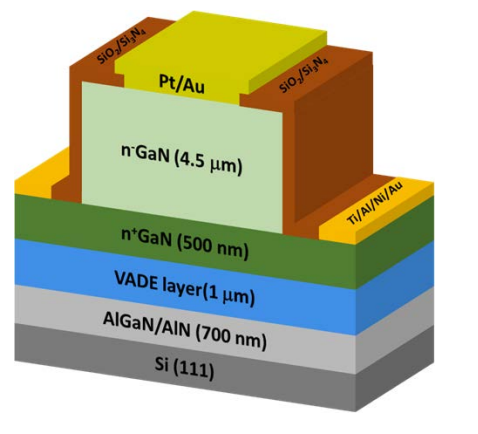 SiO₂/Si₃N₄
SiO₂/Si₃N₄
Pt/Au
n⁻GaN (4.5 μm)
Ti/Al/Ni/Au
n⁺GaN (500 nm)
VADE layer(1 μm)
AlGaN/AlN (700 nm)
Si (111)